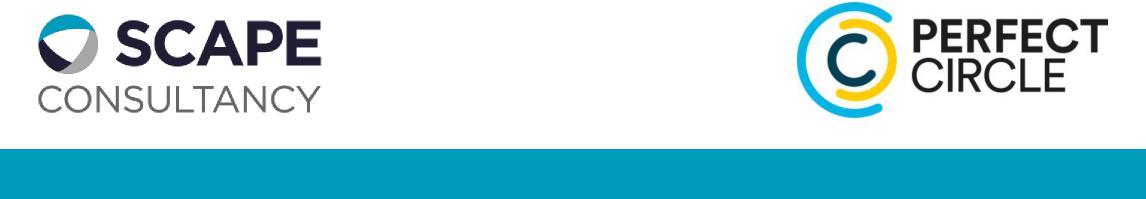 SCAPE
CONSULTANCY
PERFECT
CIRCLE